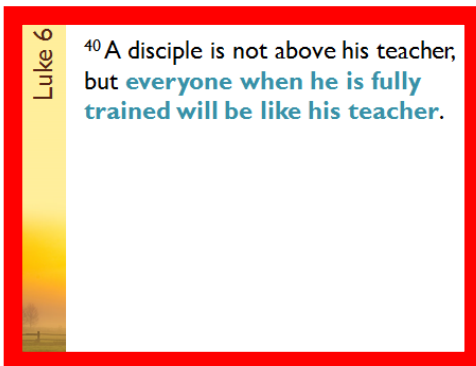 Luke 6
40 A disciple is not above his teacher,
but everyone when he is fully
trained will be like his teacher.